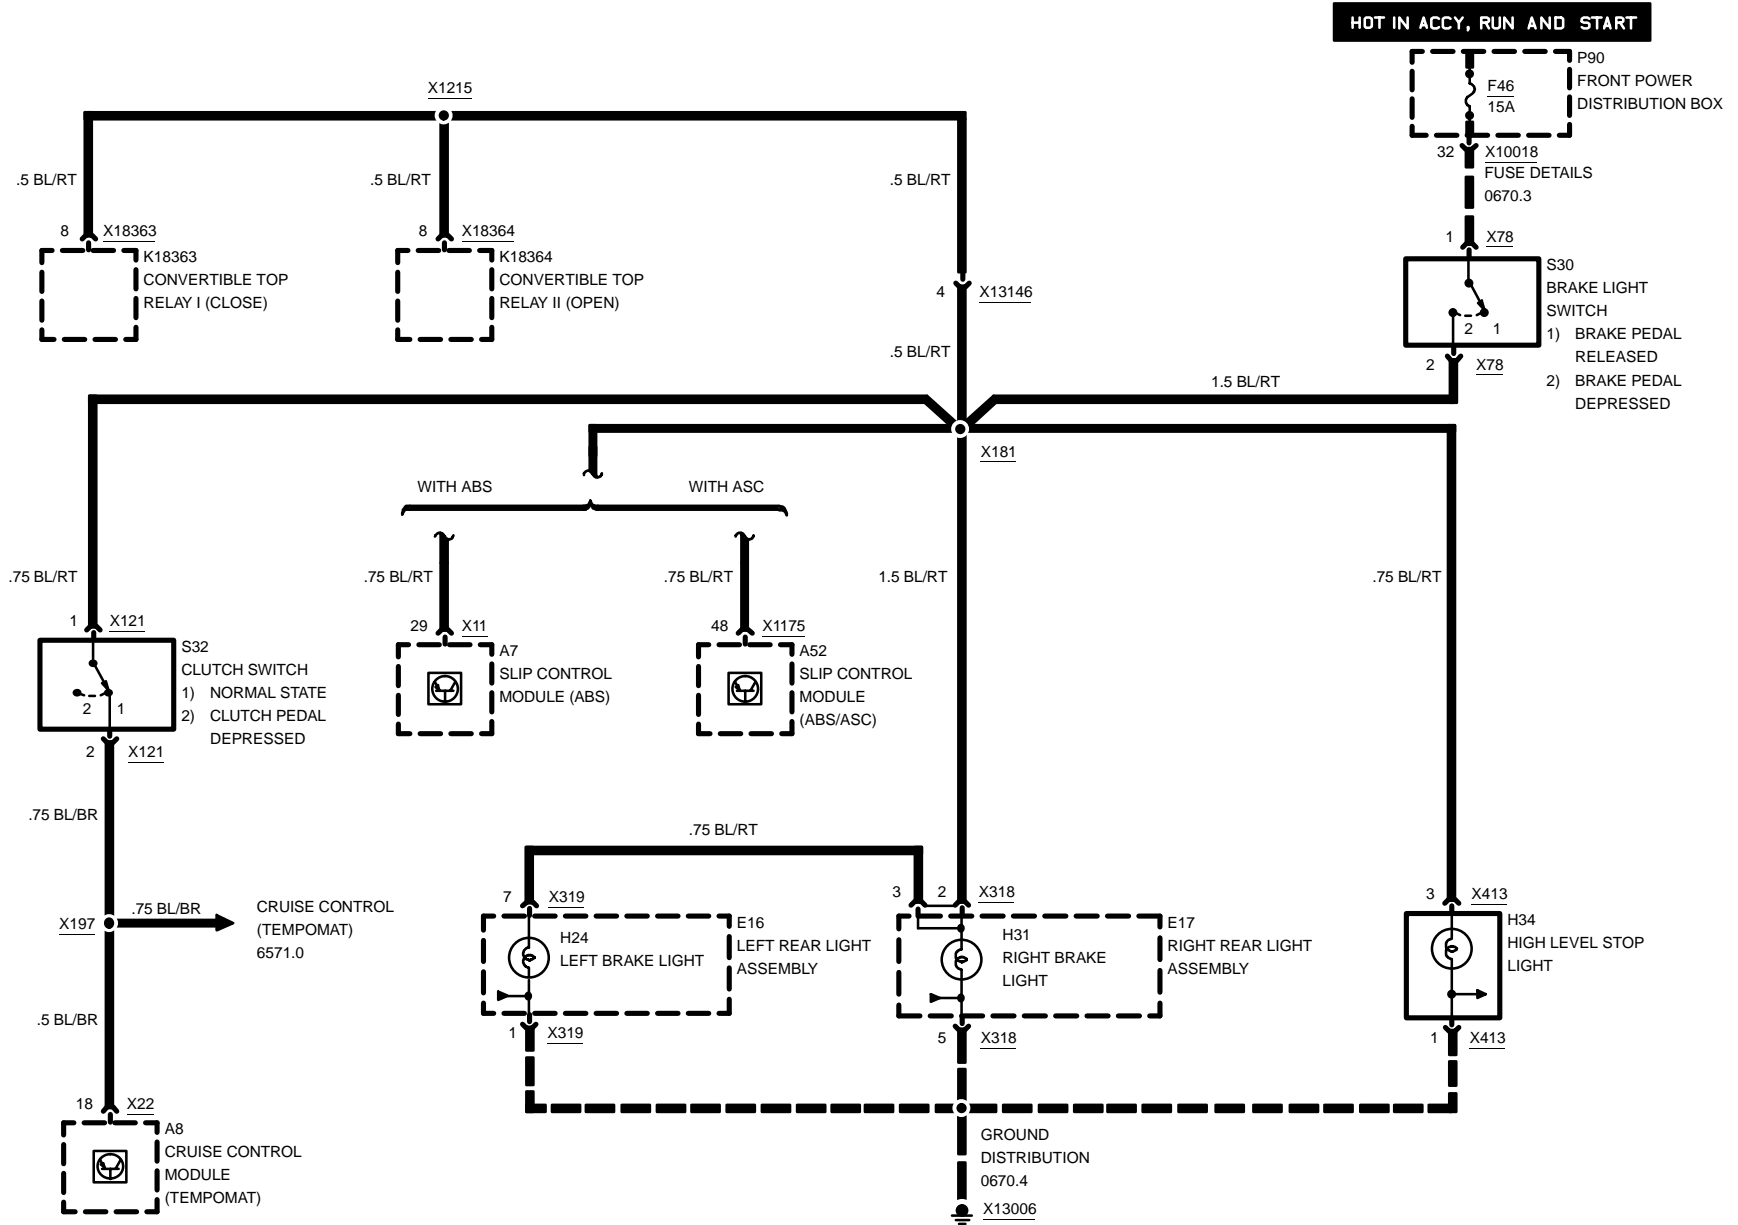 HOT IN ACCY, RUN AND START
P90
FRONT POWER
DISTRIBUTION BOX
F46
15A
32 X10018
FUSE DETAILS
0670.3
1 X78
S30
BRAKE LIGHT
SWITCH
1) BRAKE PEDAL
RELEASED
2) BRAKE PEDAL
DEPRESSED
2 1
2 X78
1.5 BL/RT
X1215
.5 BL/RT
.5 BL/RT
.5 BL/RT
8 X18363
K18363
CONVERTIBLE TOP
RELAY I (CLOSE)
8 X18364
K18364
CONVERTIBLE TOP
RELAY II (OPEN)
4 X13146
.5 BL/RT
X181
WITH ABS
WITH ASC
.75 BL/RT
.75 BL/RT
.75 BL/RT
1.5 BL/RT
.75 BL/RT
1 X121
S32
CLUTCH SWITCH
1) NORMAL STATE
2) CLUTCH PEDAL
DEPRESSED
2 1
2 X121
29 X11
A7
SLIP CONTROL
MODULE (ABS)
48 X1175
A52
SLIP CONTROL
MODULE
(ABS/ASC)
.75 BL/BR
X197
.75 BL/BR
CRUISE CONTROL
(TEMPOMAT)
6571.0
.5 BL/BR
18 X22
A8
CRUISE CONTROL
MODULE
(TEMPOMAT)
.75 BL/RT
7 X319
E16
LEFT REAR LIGHT
ASSEMBLY
H24
LEFT BRAKE LIGHT
1 X319
3 2 X318
E17
RIGHT REAR LIGHT
ASSEMBLY
H31
RIGHT BRAKE
LIGHT
5 X318
3 X413
H34
HIGH LEVEL STOP
LIGHT
1 X413
GROUND
DISTRIBUTION
0670.4
X13006